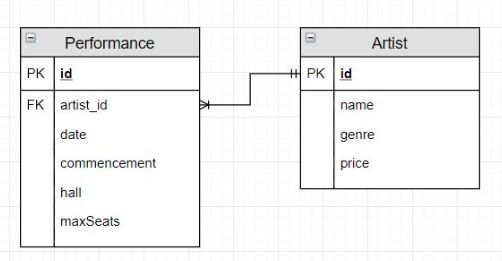 Performance
PK id
FK artist_id
date
commencement
hall
maxSeats
Artist
PK id
name
genre
price